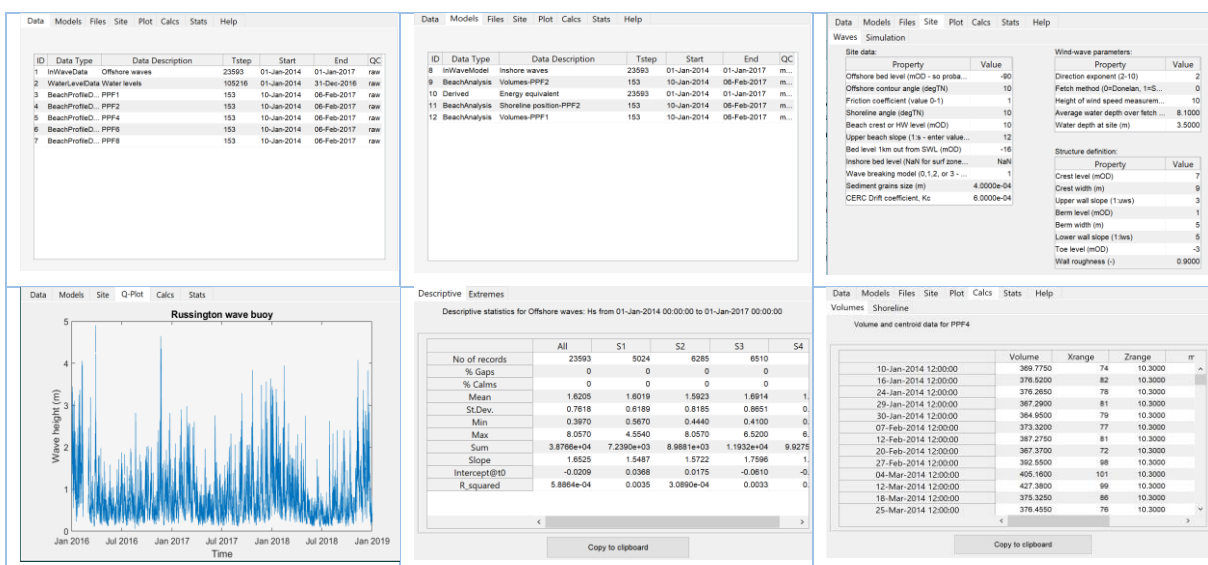 Data Models Files Site Plot Calcs Stats Help
ID Data Type Data Description Tstep Start End QC
1 InWaveData Offshore waves 23593 01-Jan-2014 01-Jan-2017 raw
2 WaterLevelData Water levels 105216 01-Jan-2014 31-Dec-2016 raw
3 BeachProfileD... PPF1 153 10-Jan-2014 06-Feb-2017 raw
4 BeachProfileD... PPF2 153 10-Jan-2014 06-Feb-2017 raw
5 BeachProfileD... PPF4 153 10-Jan-2014 06-Feb-2017 raw
6 BeachProfileD... PPF6 153 10-Jan-2014 06-Feb-2017 raw
7 BeachProfileD... PPF8 153 10-Jan-2014 06-Feb-2017 raw
Data Models Files Site Plot Calcs Stats Help
ID Data Type Data Description Tstep Start End QC
8 InWaveModel Inshore waves 23593 01-Jan-2014 01-Jan-2017 m...
9 BeachAnalysis Volumes-PPF2 153 10-Jan-2014 06-Feb-2017 m...
10 Derived Energy equivalent 23593 01-Jan-2014 01-Jan-2017 m...
11 BeachAnalysis Shoreline position-PPF2 153 10-Jan-2014 06-Feb-2017 m...
12 BeachAnalysis Volumes-PPF1 153 10-Jan-2014 06-Feb-2017 m...
Data Models Files Site Plot Calcs Stats Help
Waves Simulation
Site data:
Property Value
Offshore bed level (mOD - so proba... -90
Offshore contour angle (degTN) 10
Friction coefficient (value 0-1) 1
Shoreline angle (degTN) 10
Beach crest or HW level (mOD) 10
Upper beach slope (1:s - enter value... 12
Bed level 1km out from SWL (mOD) -16
Inshore bed level (NaN for surf zone... NaN
Wave breaking model (0,1,2, or 3 - ... 1
Sediment grains size (m) 4.0000e-04
CERC Drift coefficient, Kc 6.0000e-04
Wind-wave parameters:
Property Value
Direction exponent (2-10) 2
Fetch method (0=Donelan, 1=S... 0
Height of wind speed measurem... 10
Average water depth over fetch ... 8.1000
Water depth at site (m) 3.5000
Structure definition:
Property Value
Crest level (mOD) 7
Crest width (m) 9
Upper wall slope (1:uws) 3
Berm level (mOD) 1
Berm width (m) 5
Lower wall slope (1:lws) 5
Toe level (mOD) -3
Wall roughness (-) 0.9000
Data Models Site Q-Plot Calcs Stats
Russington wave buoy
Wave height (m)
5
4
3
2
1
0
Jan 2016 Jul 2016 Jan 2017 Jul 2017 Jan 2018 Jul 2018 Jan 2019
Time
Descriptive Extremes
Descriptive statistics for Offshore waves: Hs from 01-Jan-2014 00:00:00 to 01-Jan-2017 00:00:00
All S1 S2 S3 S4
No of records 23593 5024 6285 6510
% Gaps 0 0 0 0
% Calms 0 0 0 0
Mean 1.6205 1.6019 1.5923 1.6914 1.
St.Dev. 0.7618 0.6189 0.8185 0.8651 0.
Min 0.3970 0.5670 0.4440 0.4100 0.
Max 8.0570 4.5540 8.0570 6.5200 6.
Sum 3.8766e+04 7.2390e+03 8.9881e+03 1.1932e+04 9.9275
Slope 1.6525 1.5487 1.5722 1.7596 1.
Intercept@t0 -0.0209 0.0368 0.0175 -0.0610 -0.
R_squared 5.8864e-04 0.0035 3.0890e-04 0.0033 0.
Copy to clipboard
Data Models Files Site Plot Calcs Stats Help
Volumes Shoreline
Volume and centroid data for PPF4
Volume Xrange Zrange
10-Jan-2014 12:00:00 369.7750 74 10.3000
16-Jan-2014 12:00:00 376.5200 82 10.3000
24-Jan-2014 12:00:00 376.2650 78 10.3000
29-Jan-2014 12:00:00 367.2900 81 10.3000
30-Jan-2014 12:00:00 364.9500 79 10.3000
07-Feb-2014 12:00:00 373.3200 77 10.3000
12-Feb-2014 12:00:00 387.2750 81 10.3000
20-Feb-2014 12:00:00 367.3700 72 10.3000
27-Feb-2014 12:00:00 392.5500 98 10.3000
04-Mar-2014 12:00:00 405.1600 101 10.3000
12-Mar-2014 12:00:00 427.3800 99 10.3000
18-Mar-2014 12:00:00 375.3250 86 10.3000
25-Mar-2014 12:00:00 376.4550 76 10.3000
Copy to clipboard